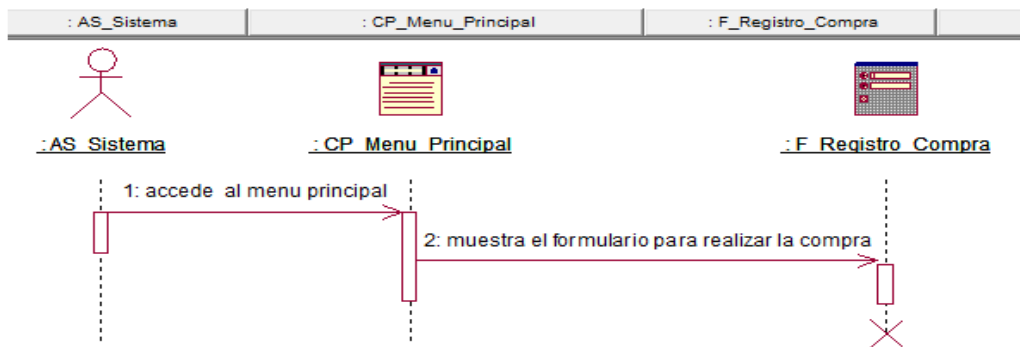 : AS_Sistema
: CP_Menu_Principal
: F_Registro_Compra
:AS_Sistema
: CP_Menu_Principal
: F_Registro_Compra
1: accede al menu principal
2: muestra el formulario para realizar la compra